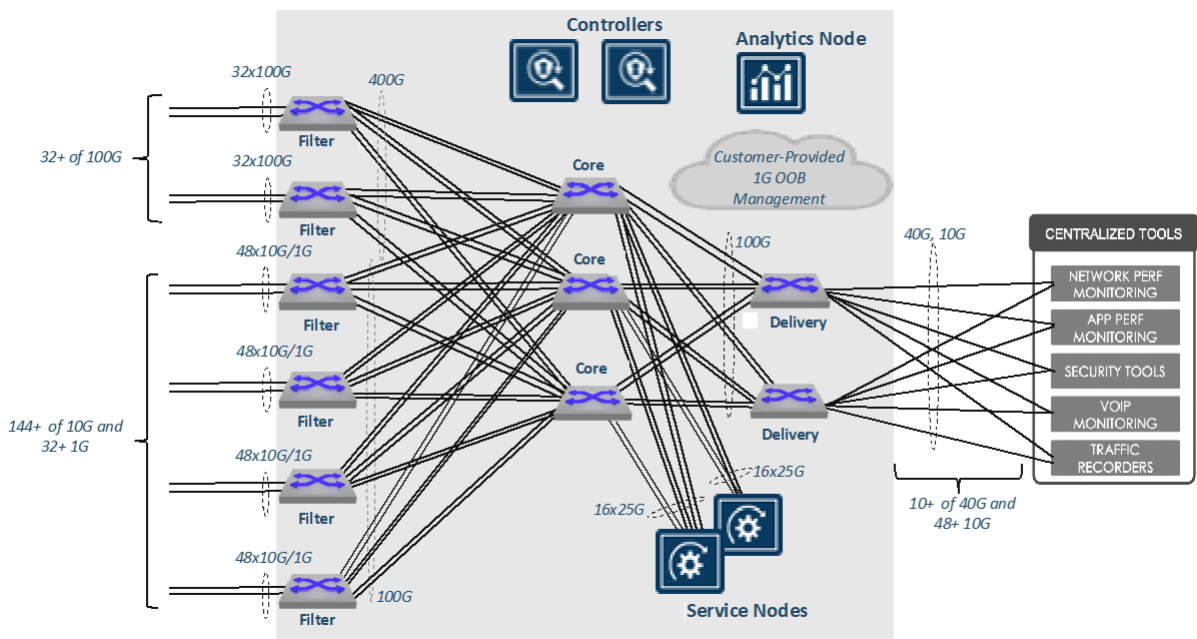 Controllers
Analytics Node
32x100G
400G
Filter
32+ of 100G
32x100G
Filter
Core
Customer-Provided
1G OOB
Management
48x10G/1G
Filter
Core
100G
Delivery
40G, 10G
CENTRALIZED TOOLS
NETWORK PERF
MONITORING
APP PERF
MONITORING
SECURITY TOOLS
VOIP
MONITORING
TRAFFIC
RECORDERS
48x10G/1G
Filter
Core
Delivery
144+ of 10G and
32+ 1G
48x10G/1G
Filter
16x25G
16x25G
10+ of 40G and
48+ 10G
48x10G/1G
Filter
100G
Service Nodes